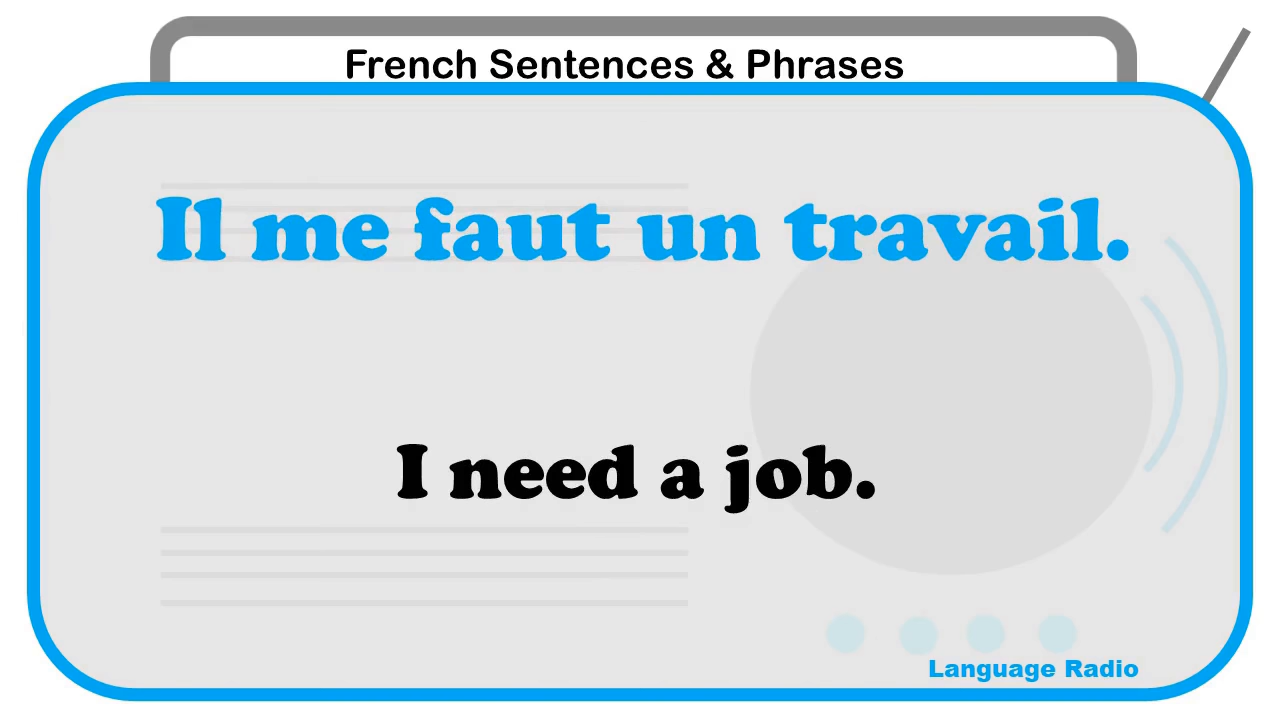 French Sentences & Phrases
Il me faut un travail.
I need a job.
Language Radio